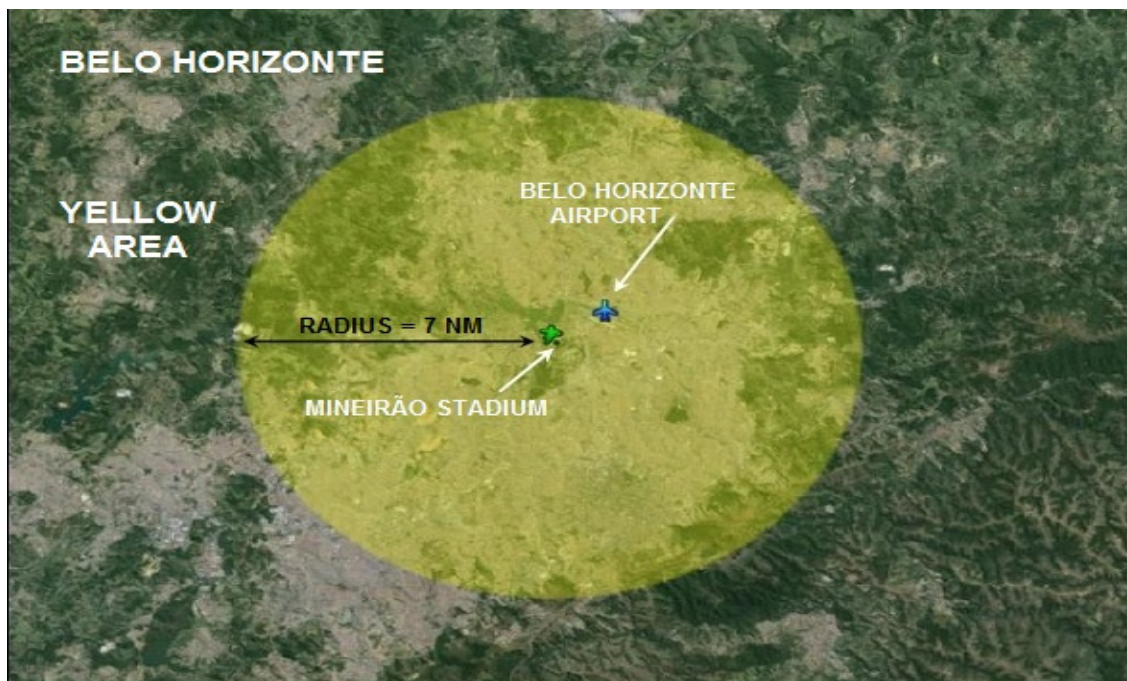 BELO HORIZONTE
BELO HORIZONTE
AIRPORT
YELLOW
AREA
RADIUS = 7 NM
MINEIRÃO STADIUM